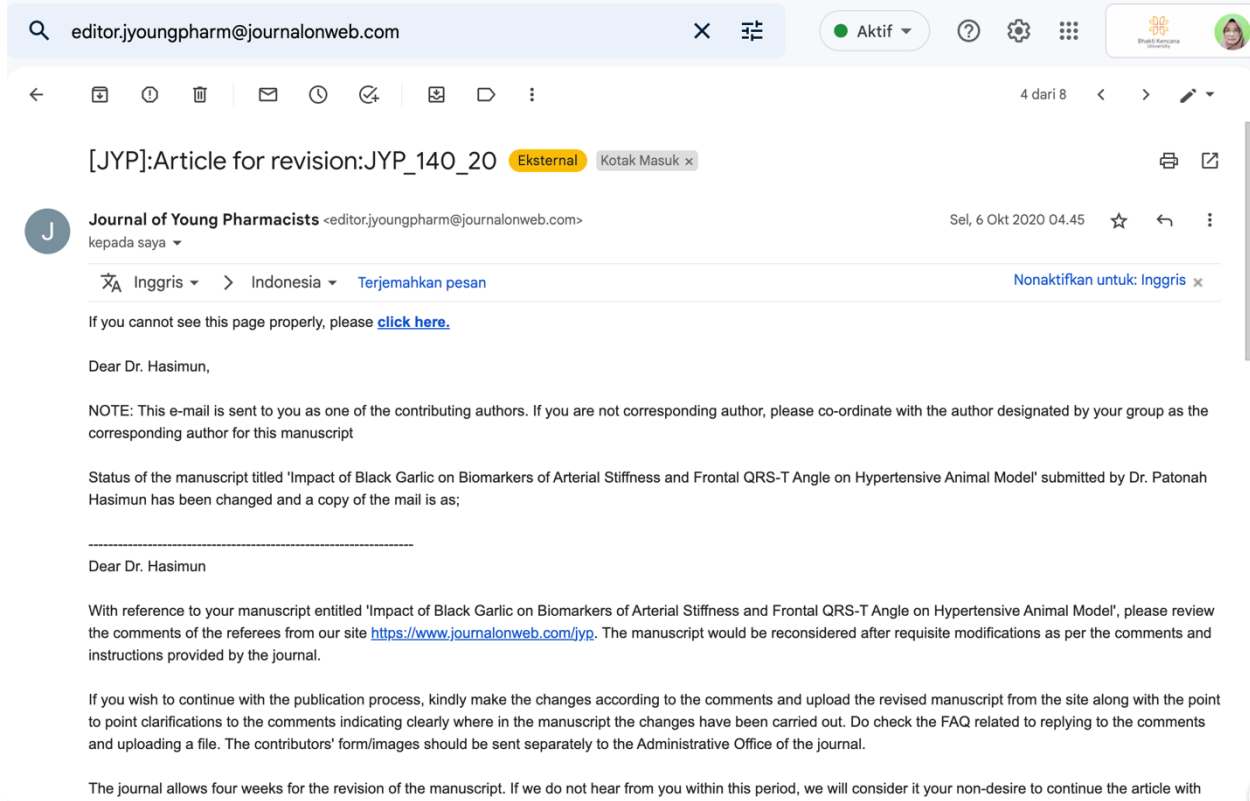 editor.jyoungpharm@journalonweb.com
Aktif
Bhakti Kencana
University
4 dari 8
[JYP]:Article for revision:JYP_140_20 Eksternal Kotak Masuk ×
J
Journal of Young Pharmacists <editor.jyoungpharm@journalonweb.com>
Sel, 6 Okt 2020 04.45
kepada saya
Inggris > Indonesia Terjemahkan pesan
Nonaktifkan untuk: Inggris ×
If you cannot see this page properly, please click here.
Dear Dr. Hasimun,
NOTE: This e-mail is sent to you as one of the contributing authors. If you are not corresponding author, please co-ordinate with the author designated by your group as the
corresponding author for this manuscript
Status of the manuscript titled 'Impact of Black Garlic on Biomarkers of Arterial Stiffness and Frontal QRS-T Angle on Hypertensive Animal Model' submitted by Dr. Patonah
Hasimun has been changed and a copy of the mail is as;
------------------------------------------------------------------
Dear Dr. Hasimun
With reference to your manuscript entitled 'Impact of Black Garlic on Biomarkers of Arterial Stiffness and Frontal QRS-T Angle on Hypertensive Animal Model', please review
the comments of the referees from our site https://www.journalonweb.com/jyp. The manuscript would be reconsidered after requisite modifications as per the comments and
instructions provided by the journal.
If you wish to continue with the publication process, kindly make the changes according to the comments and upload the revised manuscript from the site along with the point
to point clarifications to the comments indicating clearly where in the manuscript the changes have been carried out. Do check the FAQ related to replying to the comments
and uploading a file. The contributors' form/images should be sent separately to the Administrative Office of the journal.
The journal allows four weeks for the revision of the manuscript. If we do not hear from you within this period, we will consider it your non-desire to continue the article with